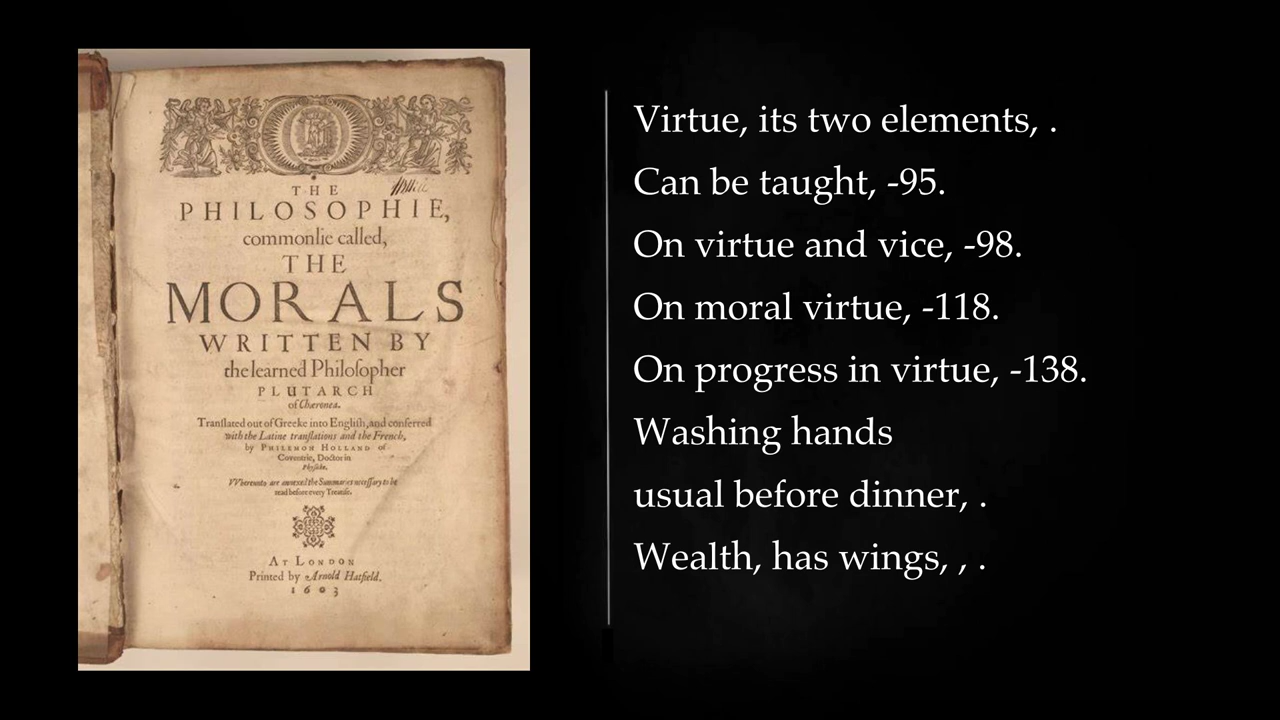 THE
PHILOSOPHIE,
commonlie called,
THE
MORALS
WRITTEN BY
the learned Philoſopher
PLUTARCH
of Chæronea.
Tranſlated out of Greeke into Engliſh, and conferred
with the Latine tranſlations and the French,
by PHILEMON HOLLAND of
Coventrie, Doctor in
Phyſicke.
VVhereunto are annexed the Summaries neceſſary to be
read before every Treatiſe.
AT LONDON
Printed by Arnold Hatfield.
1603
Virtue, its two elements, .
Can be taught, -95.
On virtue and vice, -98.
On moral virtue, -118.
On progress in virtue, -138.
Washing hands
usual before dinner, .
Wealth, has wings, , .